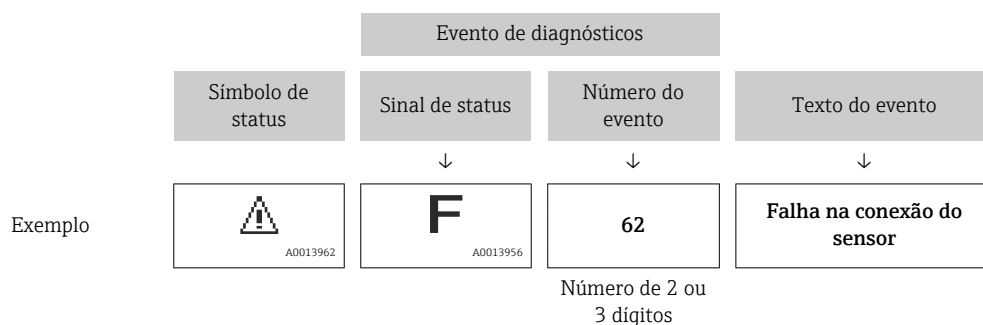 Evento de diagnósticos
Símbolo de
status
Sinal de status
Número do
evento
Texto do evento
↓
↓
↓
Exemplo
A0013962
F
A0013956
62
Falha na conexão do
sensor
Número de 2 ou
3 dígitos